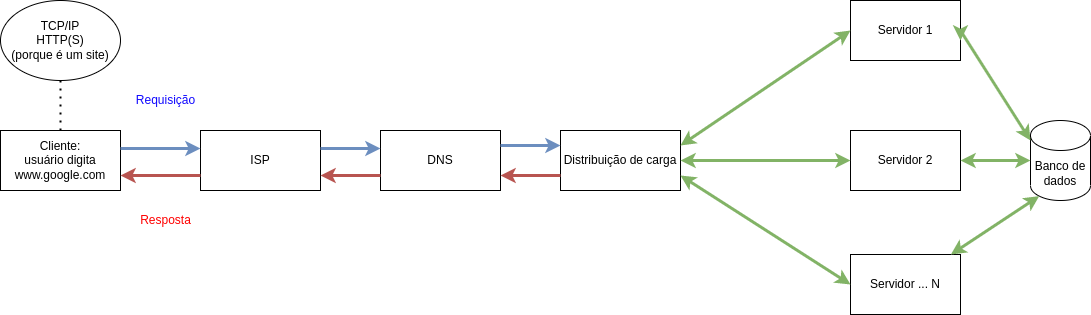 TCP/IP
HTTP(S)
(porque é um site)
Requisição
Cliente:
usuário digita
www.google.com
ISP
DNS
Distribuição de carga
Resposta
Servidor 1
Servidor 2
Servidor ... N
Banco de
dados